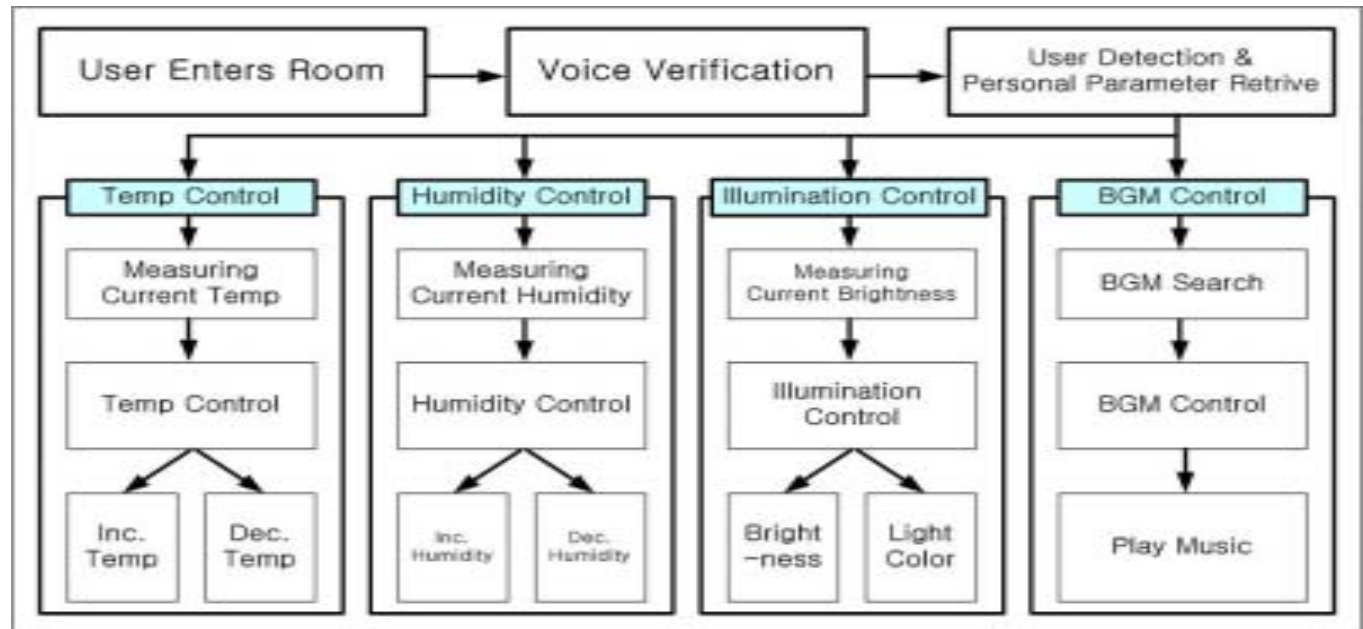 User Enters Room
Voice Verification
User Detection &
Personal Parameter Retrive
Temp Control
Measuring
Current Temp
Temp Control
Inc.
Temp
Dec.
Temp
Humidity Control
Measuring
Current Humidity
Humidity Control
Inc.
Humidity
Dec.
Humidity
Illumination Control
Measuring
Current Brightness
Illumination
Control
Bright
-ness
Light
Color
BGM Control
BGM Search
BGM Control
Play Music